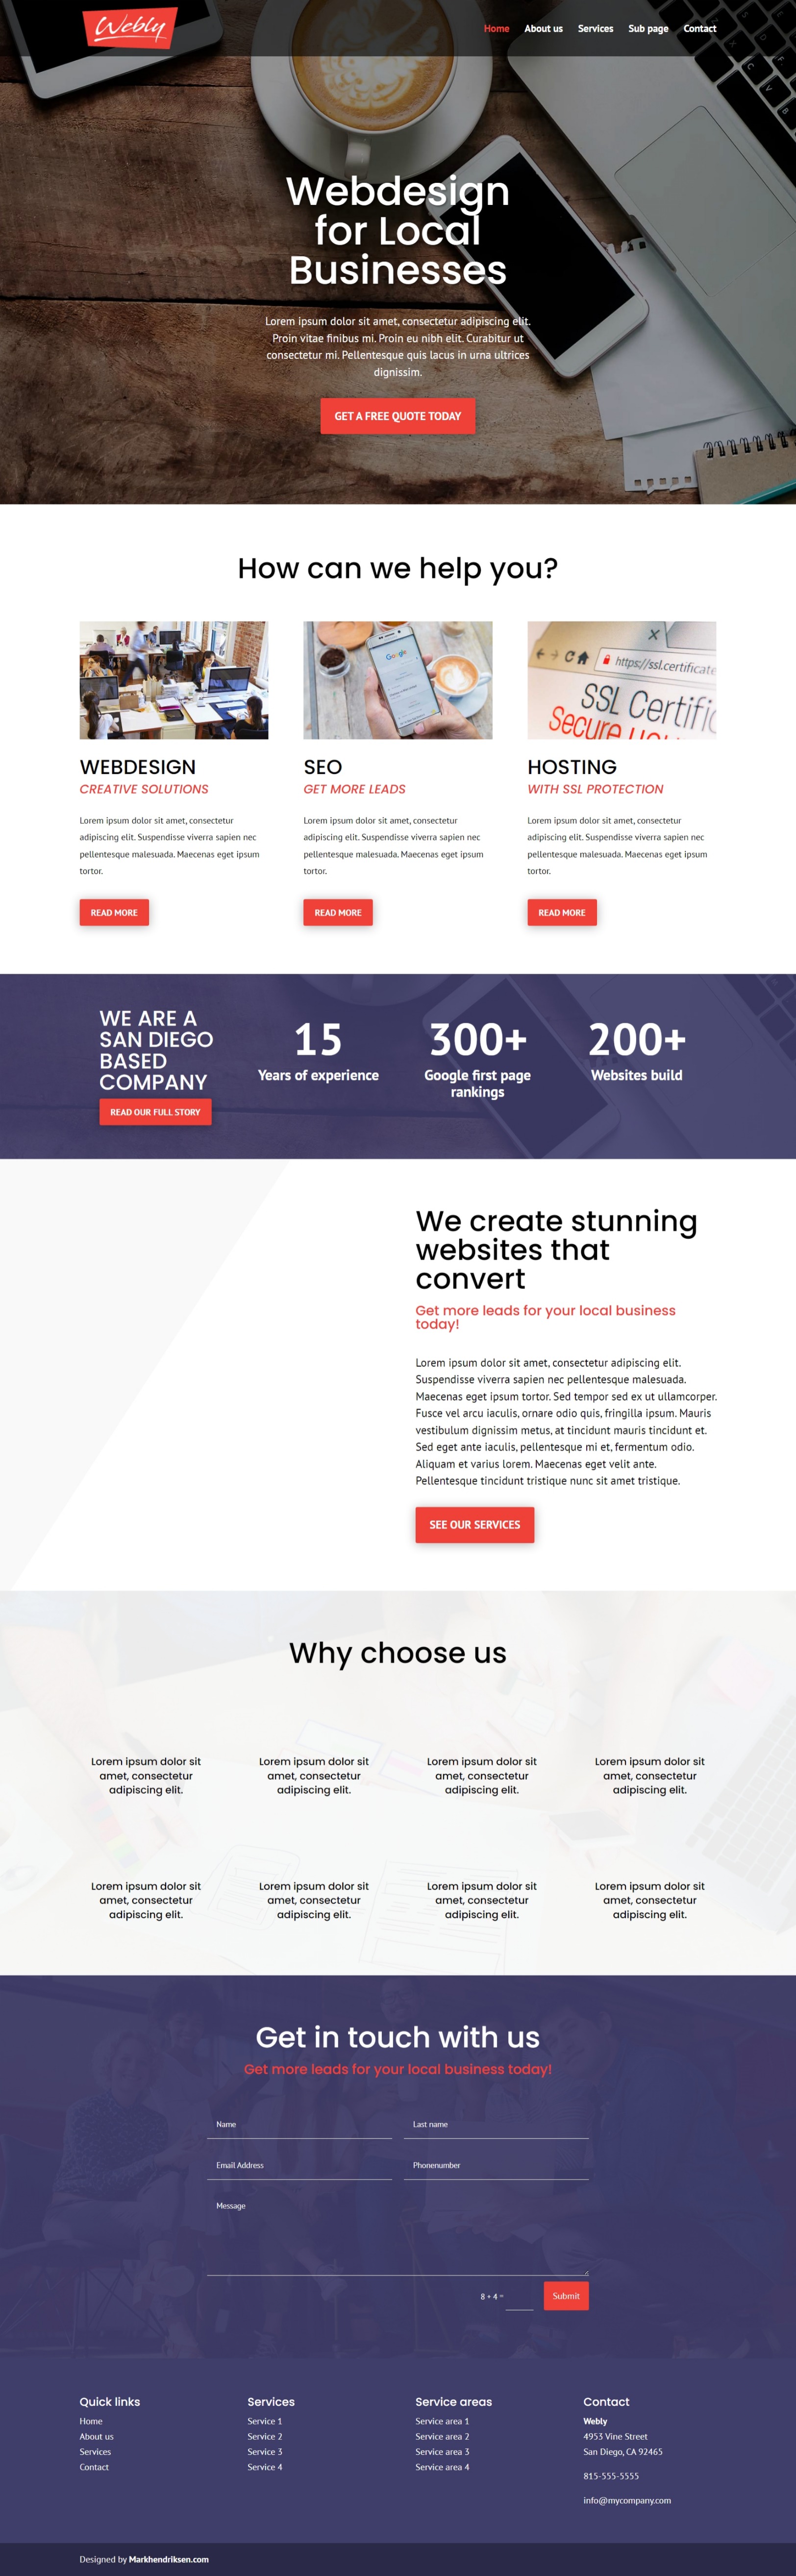 Webly
Home
About us
Services
Sub page
Contact
Webdesign
for Local
Businesses
Lorem ipsum dolor sit amet, consectetur adipiscing elit.
Proin vitae finibus mi. Proin eu nibh elit. Curabitur ut
consectetur mi. Pellentesque quis lacus in urna ultrices
dignissim.
GET A FREE QUOTE TODAY
How can we help you?
Google
https://ssl.certificate
SSL Certific
WEBDESIGN
CREATIVE SOLUTIONS
Lorem ipsum dolor sit amet, consectetur
adipiscing elit. Suspendisse viverra sapien nec
pellentesque malesuada. Maecenas eget ipsum
tortor.
READ MORE
SEO
GET MORE LEADS
Lorem ipsum dolor sit amet, consectetur
adipiscing elit. Suspendisse viverra sapien nec
pellentesque malesuada. Maecenas eget ipsum
tortor.
READ MORE
HOSTING
WITH SSL PROTECTION
Lorem ipsum dolor sit amet, consectetur
adipiscing elit. Suspendisse viverra sapien nec
pellentesque malesuada. Maecenas eget ipsum
tortor.
READ MORE
WE ARE A
SAN DIEGO
BASED
COMPANY
READ OUR FULL STORY
15
Years of experience
300+
Google first page
rankings
200+
Websites build
We create stunning
websites that
convert
Get more leads for your local business
today!
Lorem ipsum dolor sit amet, consectetur adipiscing elit.
Suspendisse viverra sapien nec pellentesque malesuada.
Maecenas eget ipsum tortor. Sed tempor sed ex ut ullamcorper.
Fusce vel arcu iaculis, ornare odio quis, fringilla ipsum. Mauris
vestibulum dignissim metus, at tincidunt mauris tincidunt et.
Sed eget ante iaculis, pellentesque mi et, fermentum odio.
Aliquam et varius lorem. Maecenas eget velit ante.
Pellentesque tincidunt tristique nunc sit amet tristique.
SEE OUR SERVICES
Why choose us
Lorem ipsum dolor sit
amet, consectetur
adipiscing elit.
Lorem ipsum dolor sit
amet, consectetur
adipiscing elit.
Lorem ipsum dolor sit
amet, consectetur
adipiscing elit.
Lorem ipsum dolor sit
amet, consectetur
adipiscing elit.
Lorem ipsum dolor sit
amet, consectetur
adipiscing elit.
Lorem ipsum dolor sit
amet, consectetur
adipiscing elit.
Lorem ipsum dolor sit
amet, consectetur
adipiscing elit.
Lorem ipsum dolor sit
amet, consectetur
adipiscing elit.
Get in touch with us
Get more leads for your local business today!
Name
Last name
Email Address
Phonenumber
Message
8 + 4 =
Submit
Quick links
Home
About us
Services
Contact
Services
Service 1
Service 2
Service 3
Service 4
Service areas
Service area 1
Service area 2
Service area 3
Service area 4
Contact
Webly
4953 Vine Street
San Diego, CA 92465
815-555-5555
info@mycompany.com
Designed by Markhendriksen.com